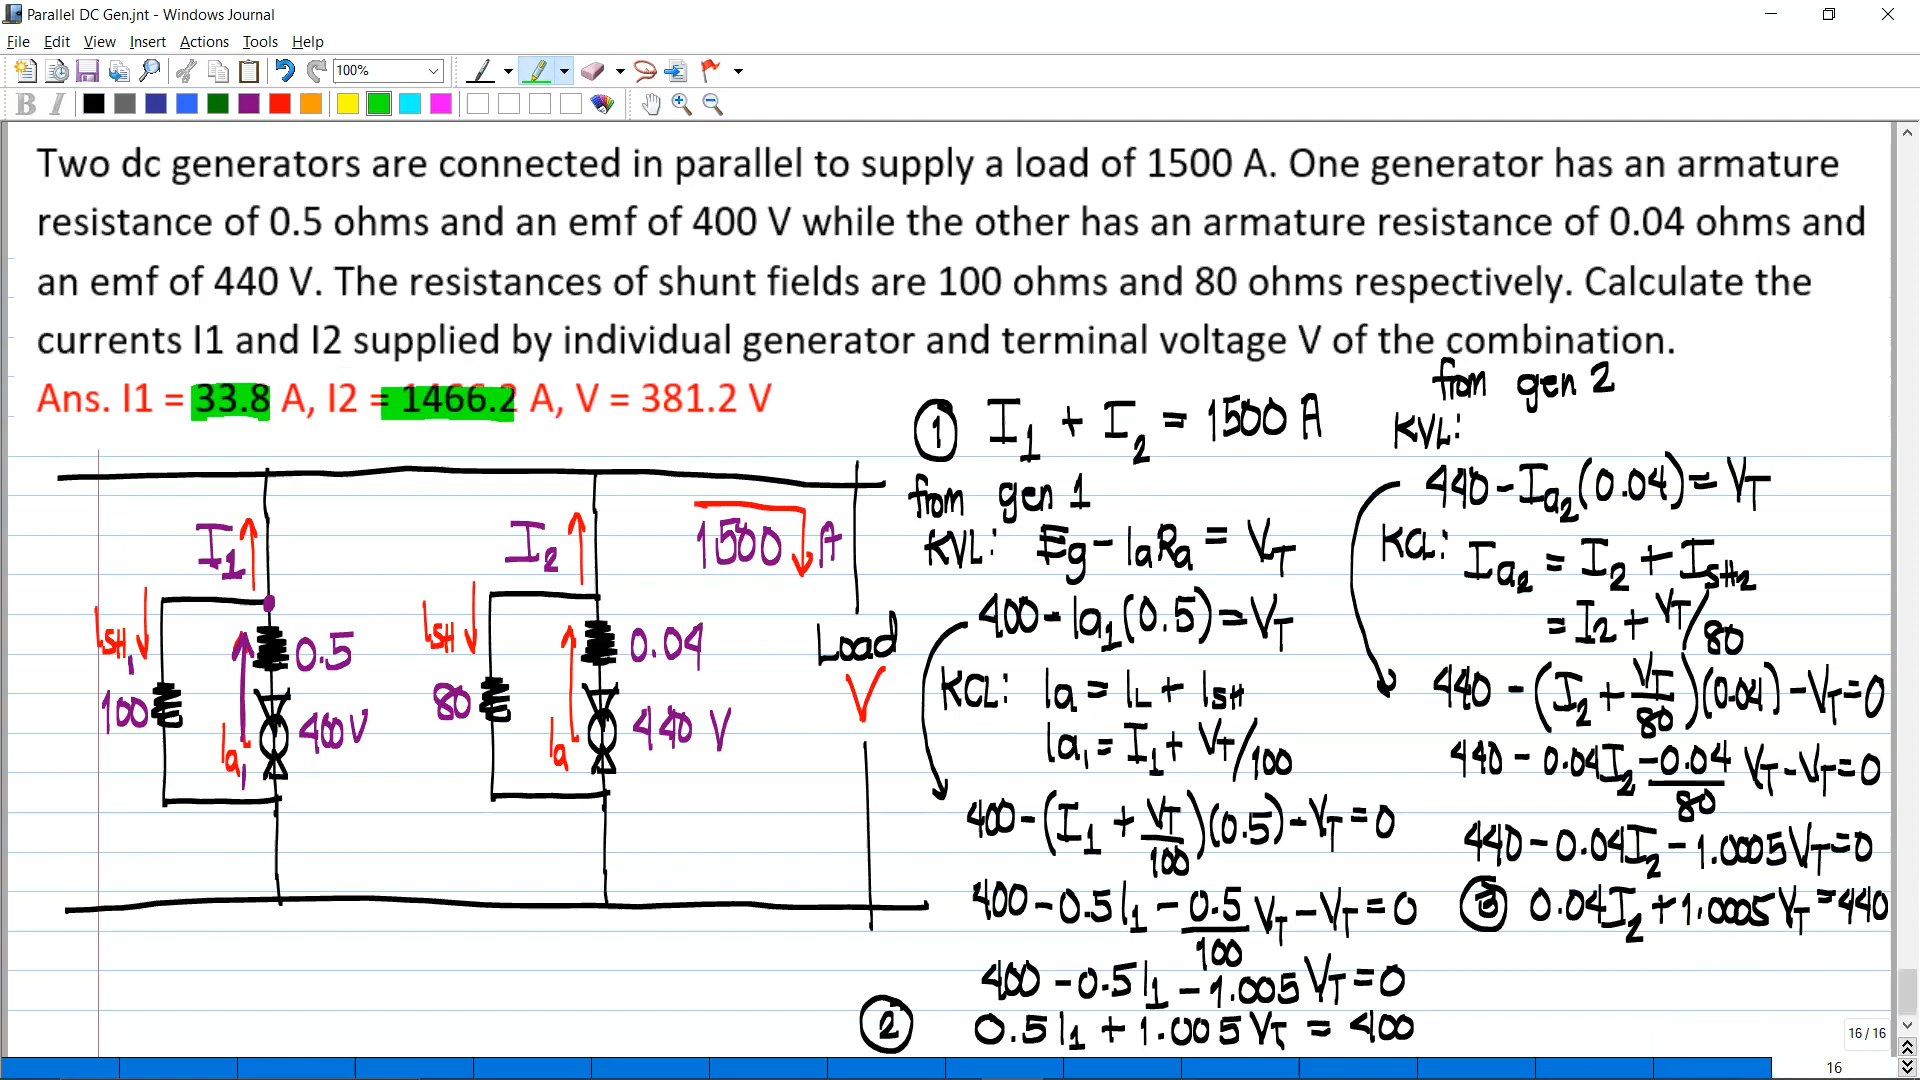 Parallel DC Gen.jnt - Windows Journal
File Edit View Insert Actions Tools Help
100%
B I
Two dc generators are connected in parallel to supply a load of 1500 A. One generator has an armature
resistance of 0.5 ohms and an emf of 400 V while the other has an armature resistance of 0.04 ohms and
an emf of 440 V. The resistances of shunt fields are 100 ohms and 80 ohms respectively. Calculate the
currents I1 and I2 supplied by individual generator and terminal voltage V of the combination.
Ans. I1 = 33.8 A, I2 = 1466.2 A, V = 381.2 V
I1
I2
1500 A
ISH1
0.5
100
Ia1
400V
ISH
0.04
80
Ia
440 V
Load
V
① I1 + I2 = 1500 A
from gen 1
KVL: Eg - IaRa = VT
400 - Ia1(0.5) = VT
KCL: Ia = IL + ISH
Ia1 = I1 + VT/100
400 - (I1 + VT/100)(0.5) - VT = 0
400 - 0.5I1 - 0.5/100 VT - VT = 0
400 - 0.5I1 - 1.005VT = 0
② 0.5I1 + 1.005VT = 400
from gen 2
KVL:
440 - Ia2(0.04) = VT
KCL: Ia2 = I2 + ISH2
= I2 + VT/80
440 - (I2 + VT/80)(0.04) - VT = 0
440 - 0.04I2 - 0.04/80 VT - VT = 0
440 - 0.04I2 - 1.0005VT = 0
③ 0.04I2 + 1.0005VT = 440
16 / 16
16